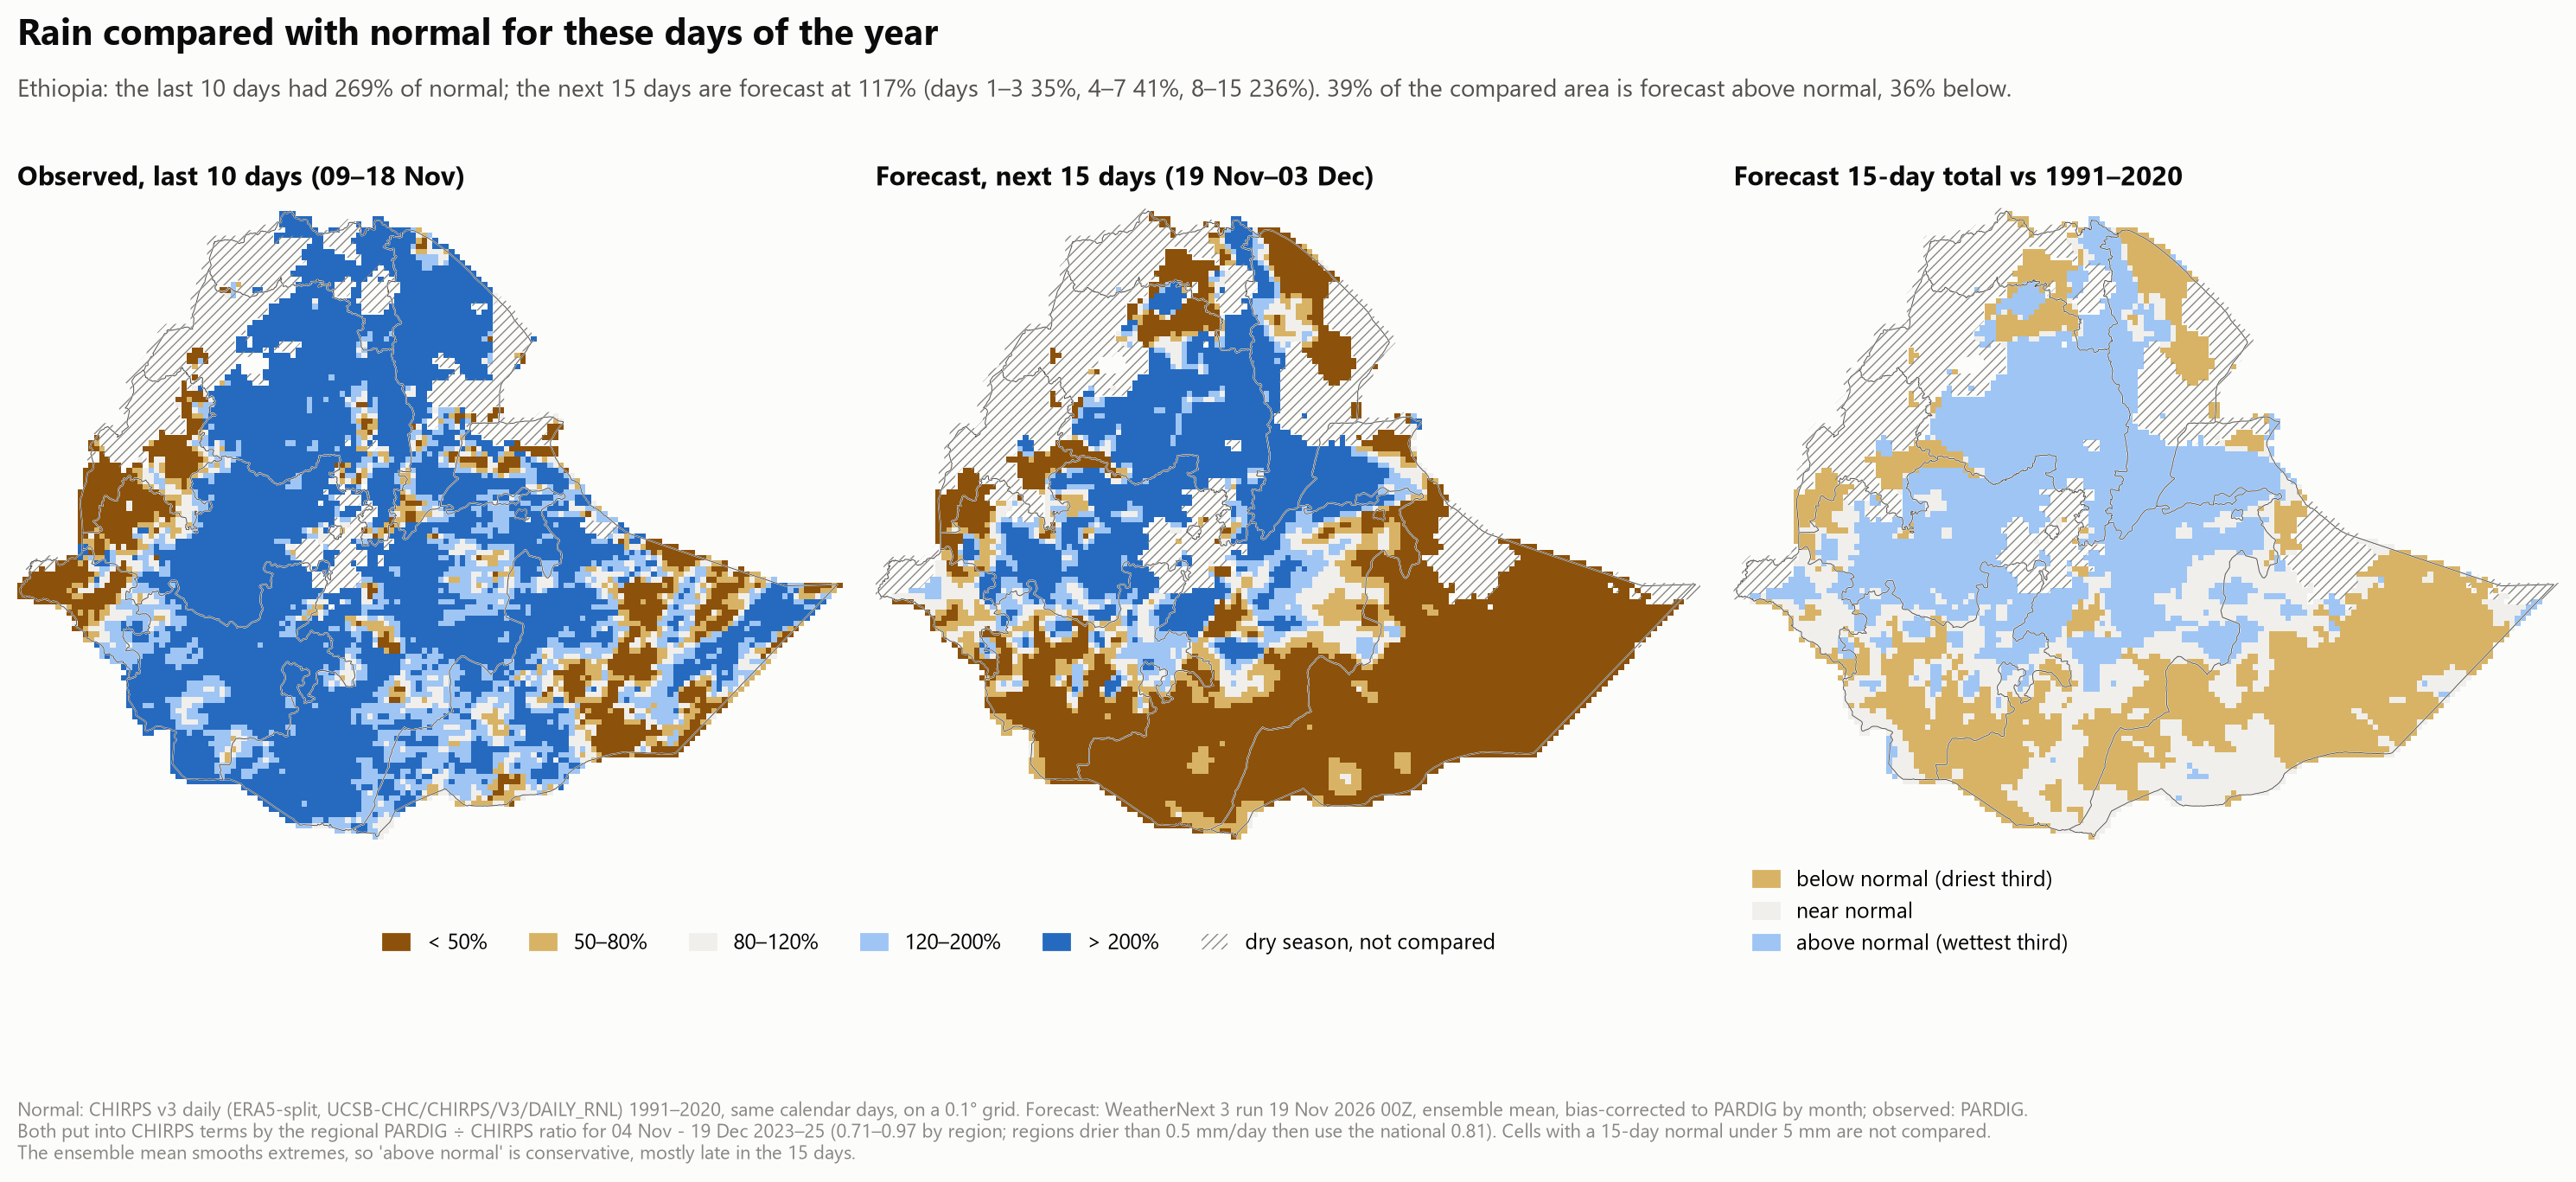 Rain compared with normal for these days of the year
Ethiopia: the last 10 days had 269% of normal; the next 15 days are forecast at 117% (days 1–3 35%, 4–7 41%, 8–15 236%). 39% of the compared area is forecast above normal, 36% below.
Observed, last 10 days (09–18 Nov)
Forecast, next 15 days (19 Nov–03 Dec)
Forecast 15-day total vs 1991–2020
below normal (driest third)
near normal
above normal (wettest third)
< 50%
50–80%
80–120%
120–200%
> 200%
dry season, not compared
Normal: CHIRPS v3 daily (ERA5-split, UCSB-CHC/CHIRPS/V3/DAILY_RNL) 1991–2020, same calendar days, on a 0.1° grid. Forecast: WeatherNext 3 run 19 Nov 2026 00Z, ensemble mean, bias-corrected to PARDIG by month; observed: PARDIG.
Both put into CHIRPS terms by the regional PARDIG ÷ CHIRPS ratio for 04 Nov - 19 Dec 2023–25 (0.71–0.97 by region; regions drier than 0.5 mm/day then use the national 0.81). Cells with a 15-day normal under 5 mm are not compared.
The ensemble mean smooths extremes, so 'above normal' is conservative, mostly late in the 15 days.